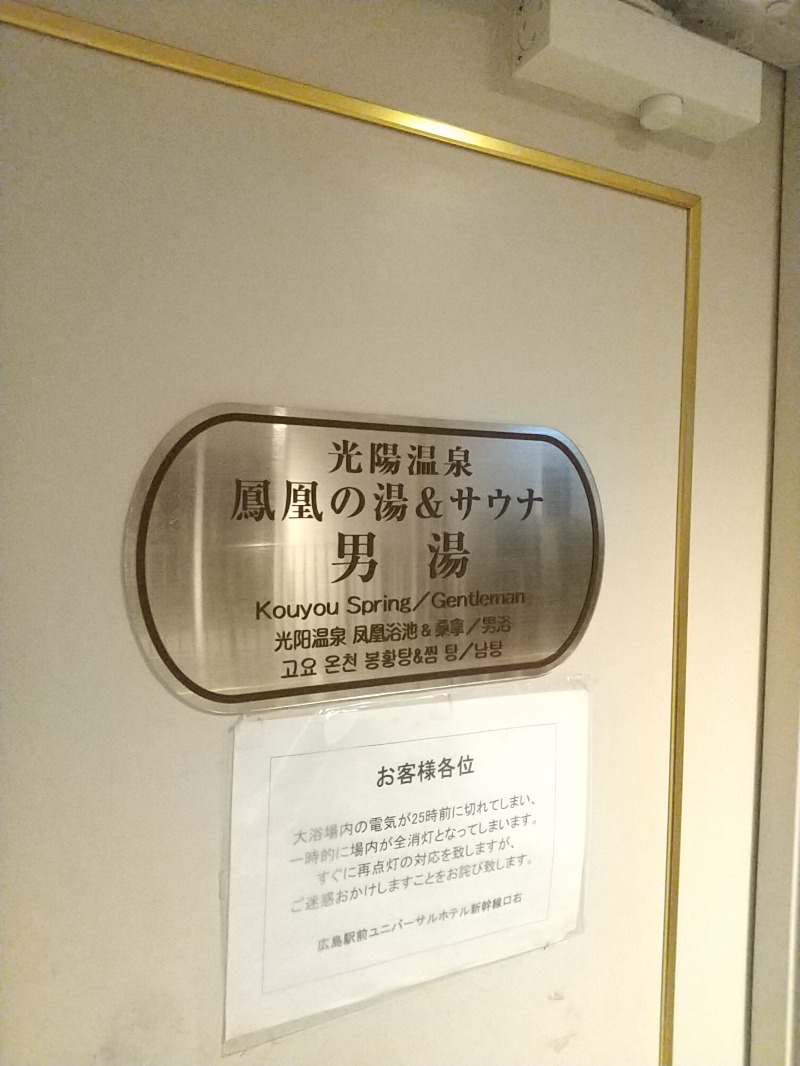 光陽温泉
鳳凰の湯&サウナ
男 湯
Kouyou Spring/Gentleman
光阳温泉 凤凰浴池&桑拿/男浴
고요 온천 봉황탕&찜 탕/남탕
お客様各位
大浴場内の電気が25時前に切れてしまい、
一時的に場内が全消灯となってしまいます。
すぐに再点灯の対応を致しますが、
ご迷惑おかけしますことをお詫び致します。
広島駅前ユニバーサルホテル新幹線口右